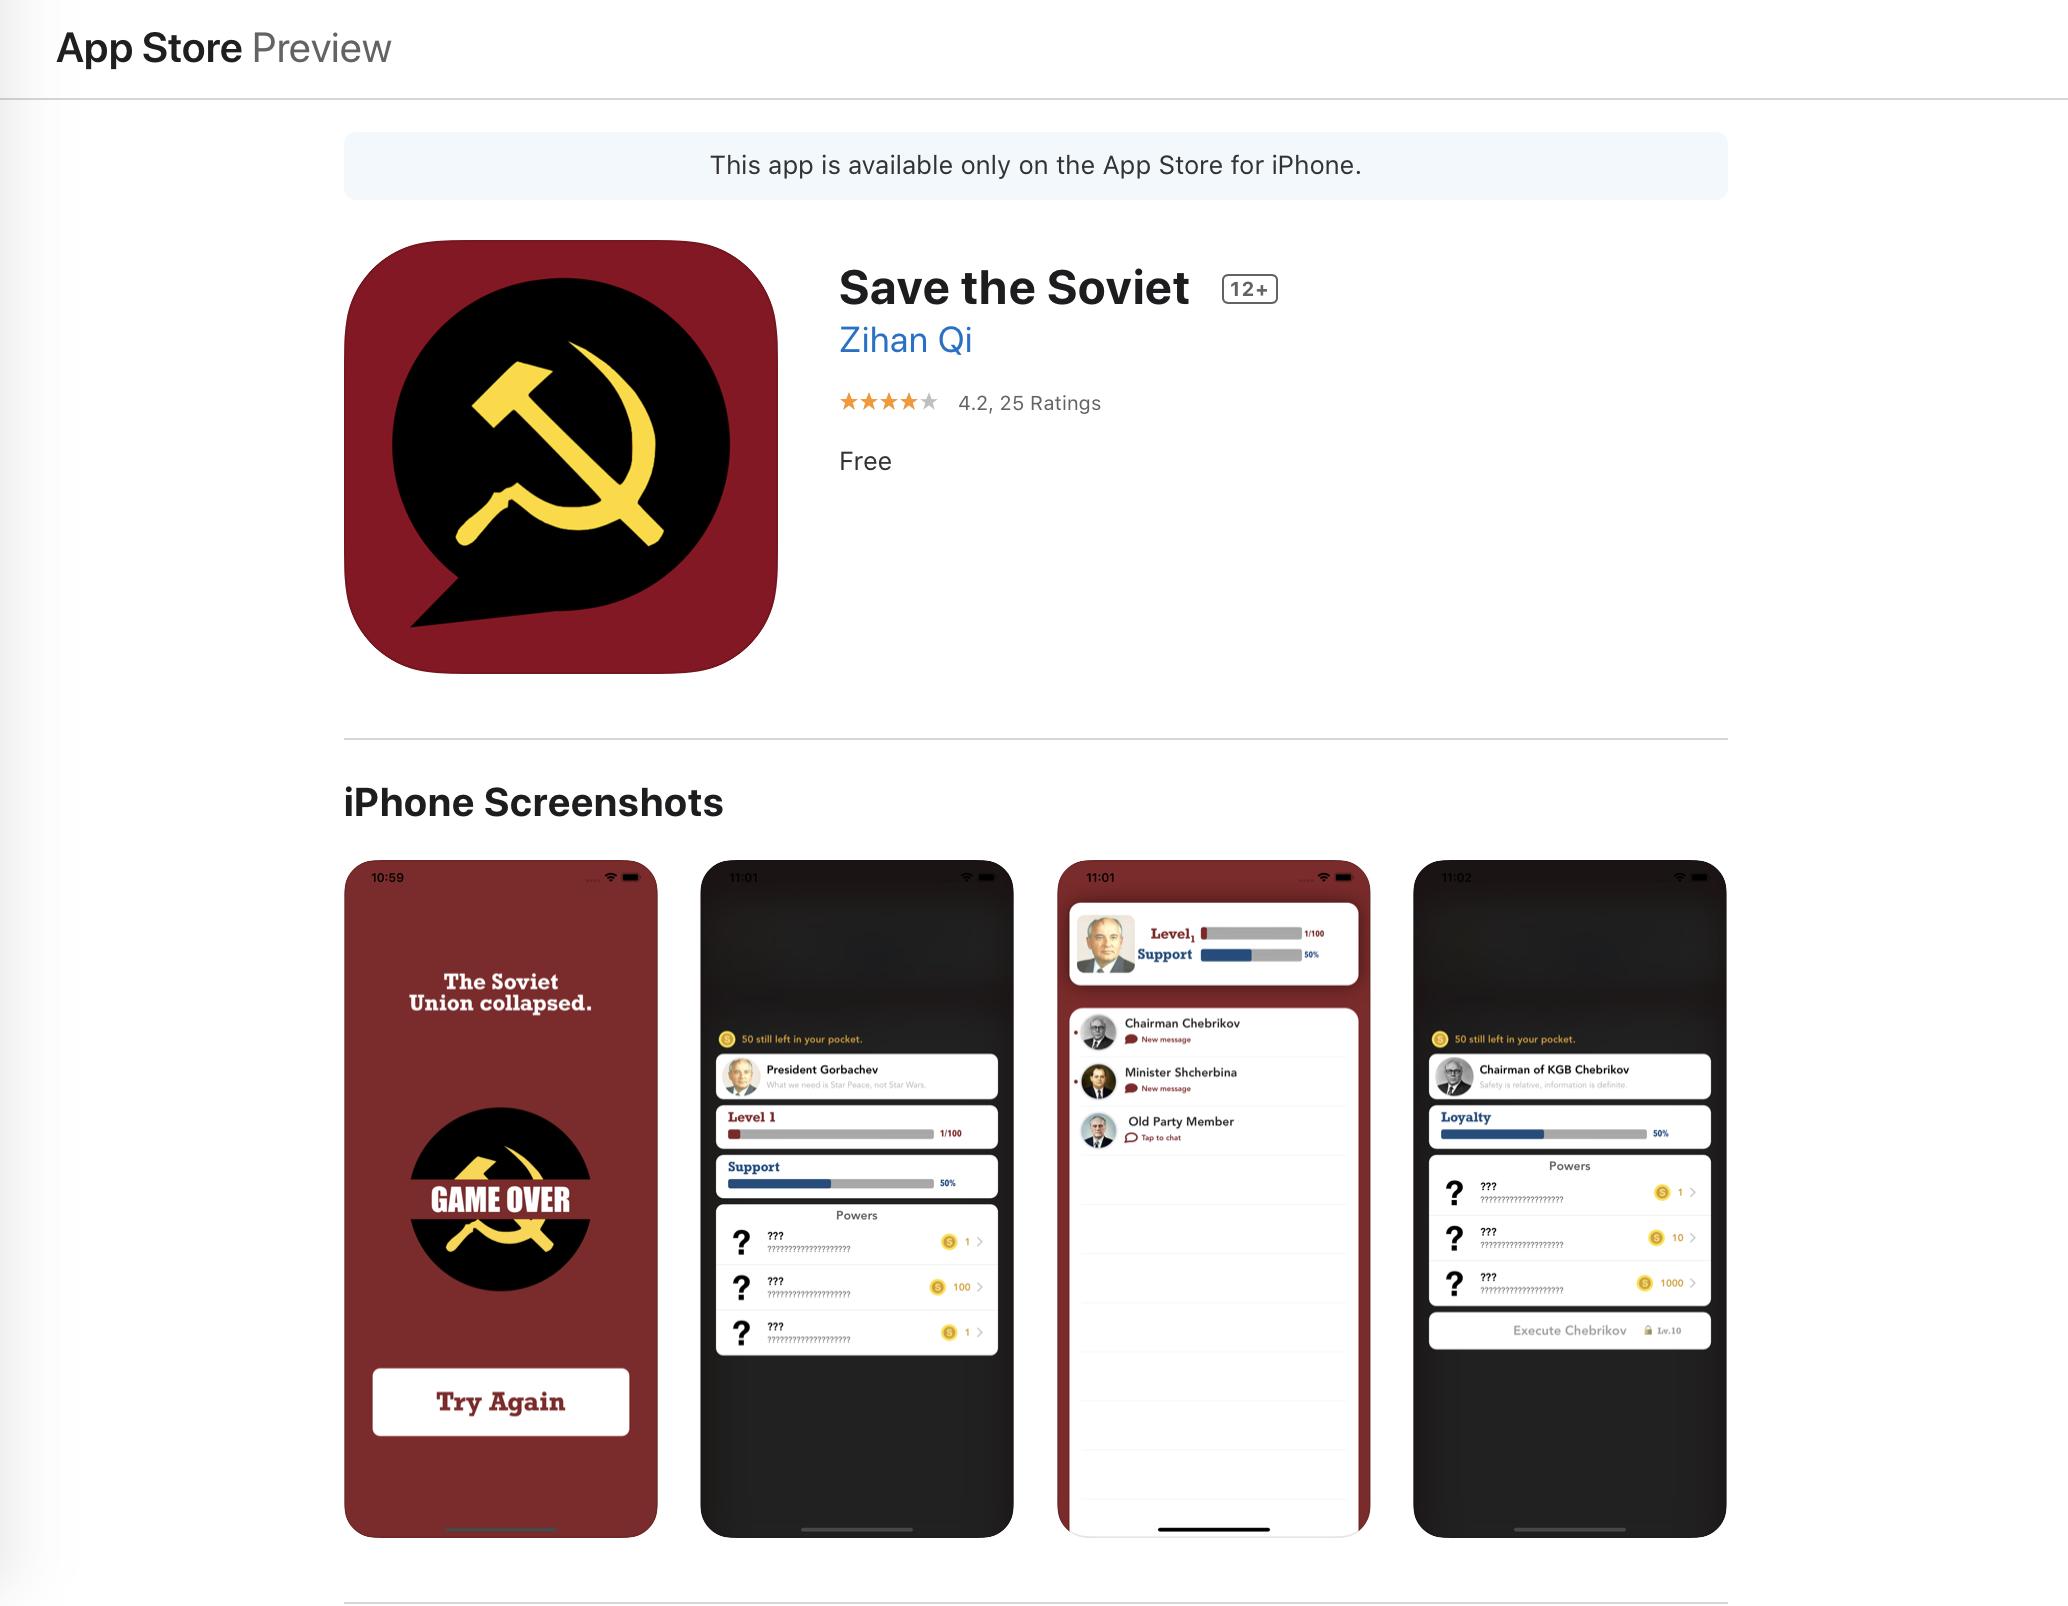 App Store Preview
This app is available only on the App Store for iPhone.
Save the Soviet 12+
Zihan Qi
4.2, 25 Ratings
Free
iPhone Screenshots
10:59
The Soviet
Union collapsed.
GAME OVER
Try Again
11:01
50 still left in your pocket.
President Gorbachev
What we need is Star Peace, not Star Wars.
Level 1
1/100
Support
50%
Powers
???
???????????????????
1
???
???????????????????
100
???
???????????????????
1
11:01
Level1 1/100
Support 50%
Chairman Chebrikov
New message
Minister Shcherbina
New message
Old Party Member
Tap to chat
11:02
50 still left in your pocket.
Chairman of KGB Chebrikov
Safety is relative, information is definite.
Loyalty
50%
Powers
???
???????????????????
1
???
???????????????????
10
???
???????????????????
1000
Execute Chebrikov Lv.10